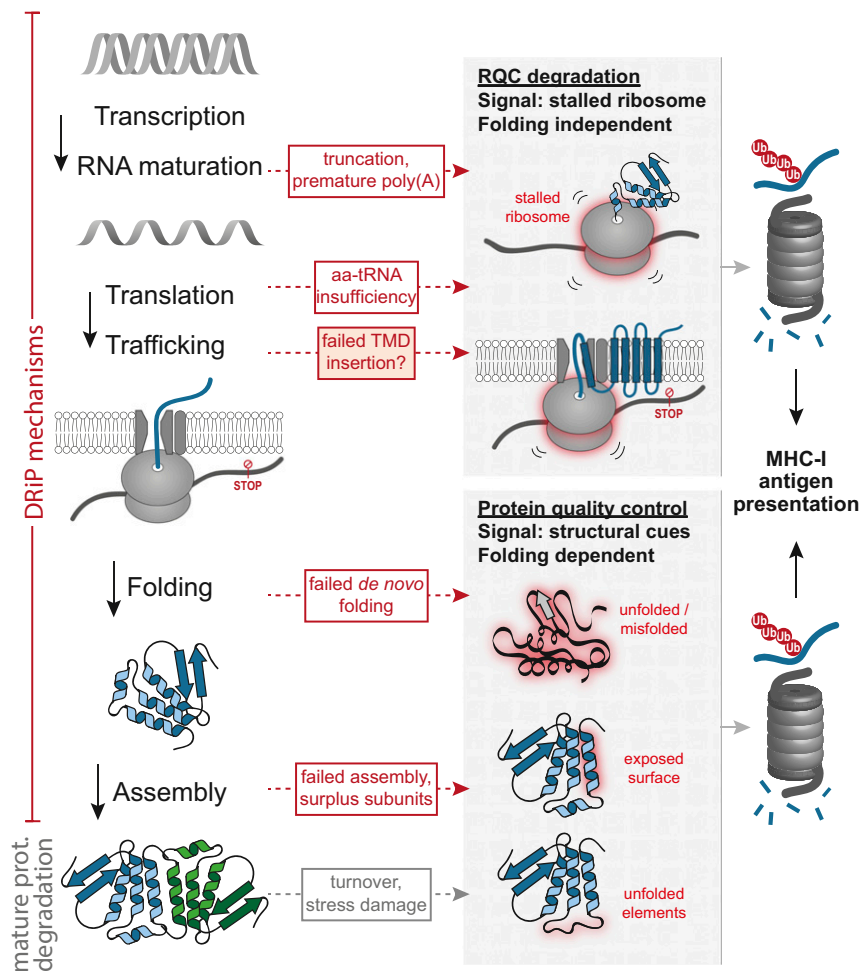 DRiP mechanisms
mature prot.
degradation
Transcription
RNA maturation
truncation,
premature poly(A)
Translation
aa-tRNA
insufficiency
Trafficking
failed TMD
insertion?
STOP
Folding
failed de novo
folding
Assembly
failed assembly,
surplus subunits
turnover,
stress damage
RQC degradation
Signal: stalled ribosome
Folding independent
stalled
ribosome
STOP
Protein quality control
Signal: structural cues
Folding dependent
unfolded /
misfolded
exposed
surface
unfolded
elements
Ub Ub Ub Ub
MHC-I
antigen
presentation
Ub Ub Ub Ub